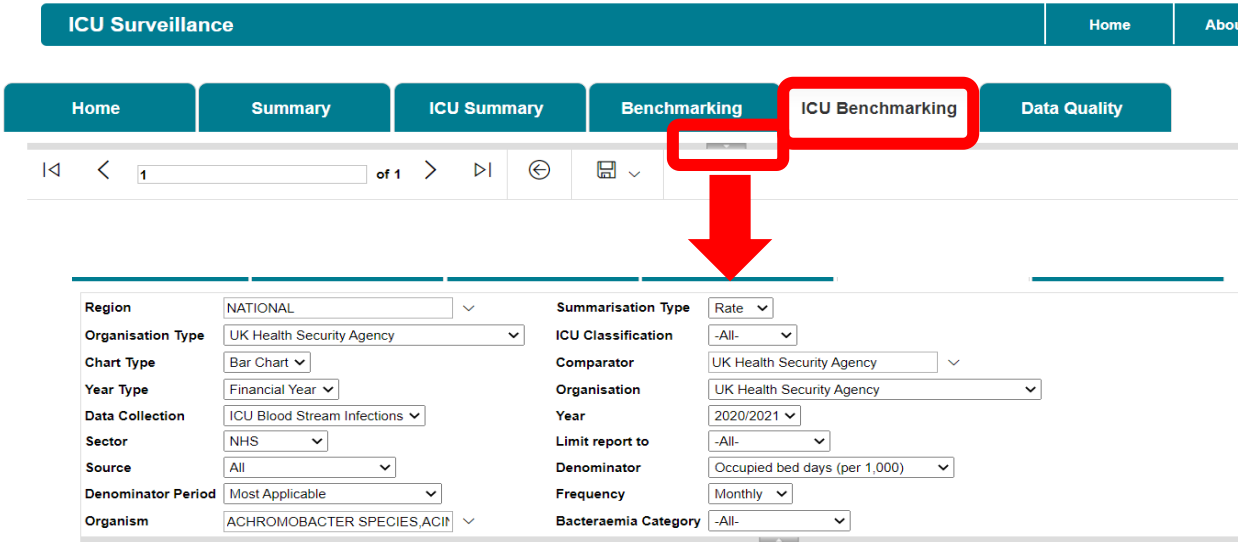 ICU Surveillance Home
Home Summary ICU Summary Benchmarking ICU Benchmarking Data Quality
1 of 1
Region NATIONAL Summarisation Type Rate
Organisation Type UK Health Security Agency ICU Classification -All-
Chart Type Bar Chart Comparator UK Health Security Agency
Year Type Financial Year Organisation UK Health Security Agency
Data Collection ICU Blood Stream Infections Year 2020/2021
Sector NHS Limit report to -All-
Source All Denominator Occupied bed days (per 1,000)
Denominator Period Most Applicable Frequency Monthly
Organism ACHROMOBACTER SPECIES, Bacteraemia Category -All-